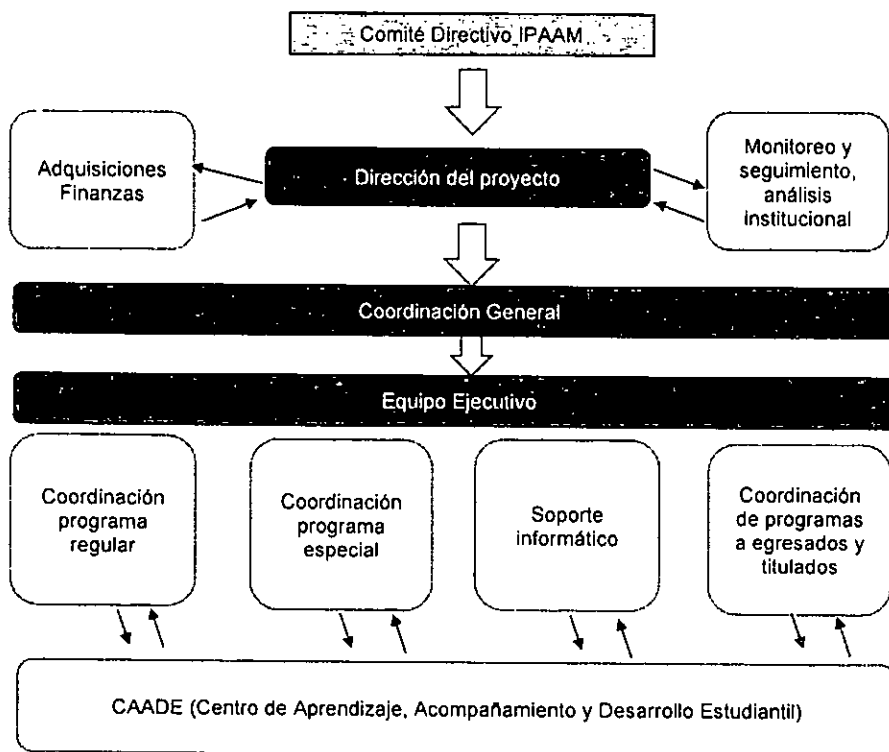 Comité Directivo IPAAM
Adquisiciones
Finanzas
Dirección del proyecto
Monitoreo y
seguimiento,
análisis
institucional
Coordinación General
Equipo Ejecutivo
Coordinación
programa
regular
Coordinación
programa
especial
Soporte
informático
Coordinación
de programas
a egresados y
titulados
CAADE (Centro de Aprendizaje, Acompañamiento y Desarrollo Estudiantil)